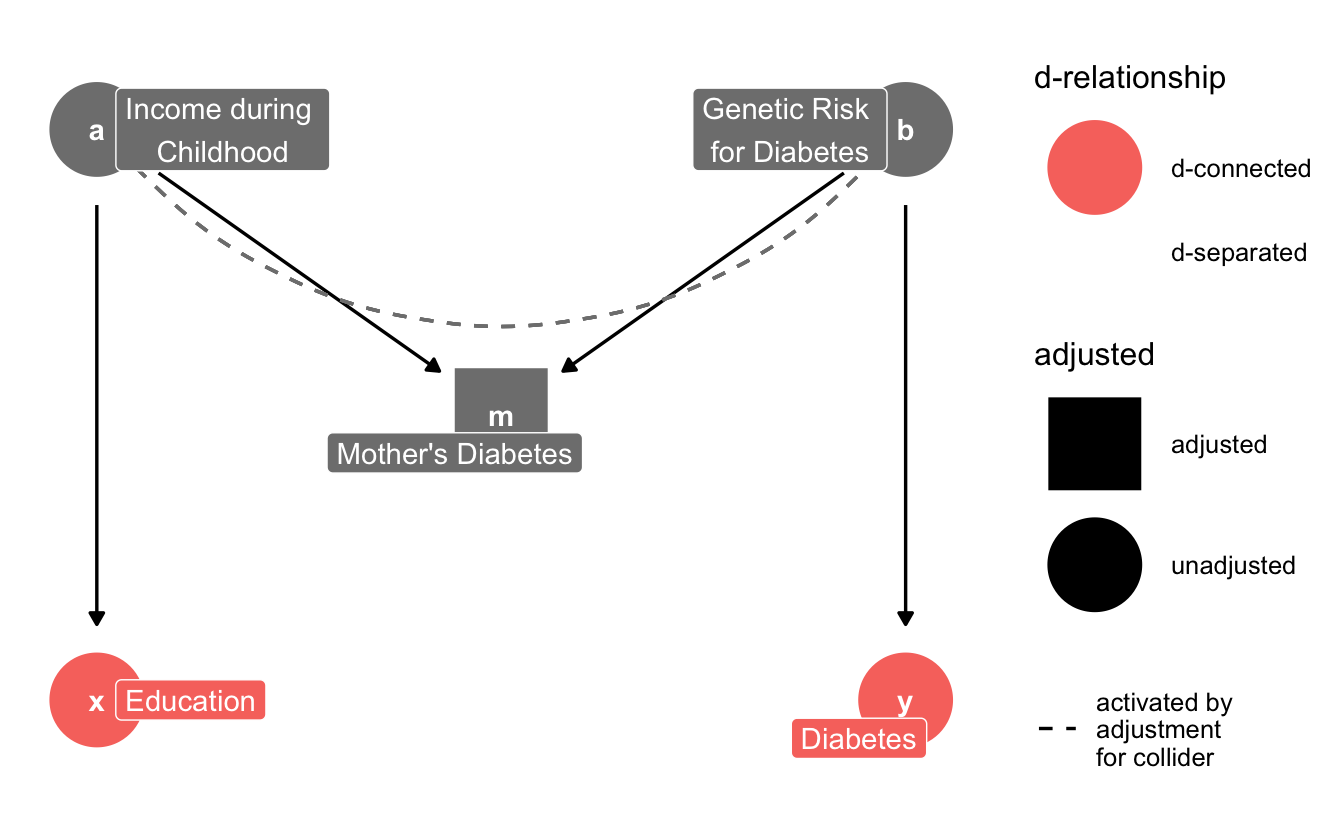 a
Income during
Childhood
Genetic Risk
for Diabetes
b
m
Mother's Diabetes
x
Education
y
Diabetes
d-relationship
d-connected
d-separated
adjusted
adjusted
unadjusted
activated by
adjustment
for collider